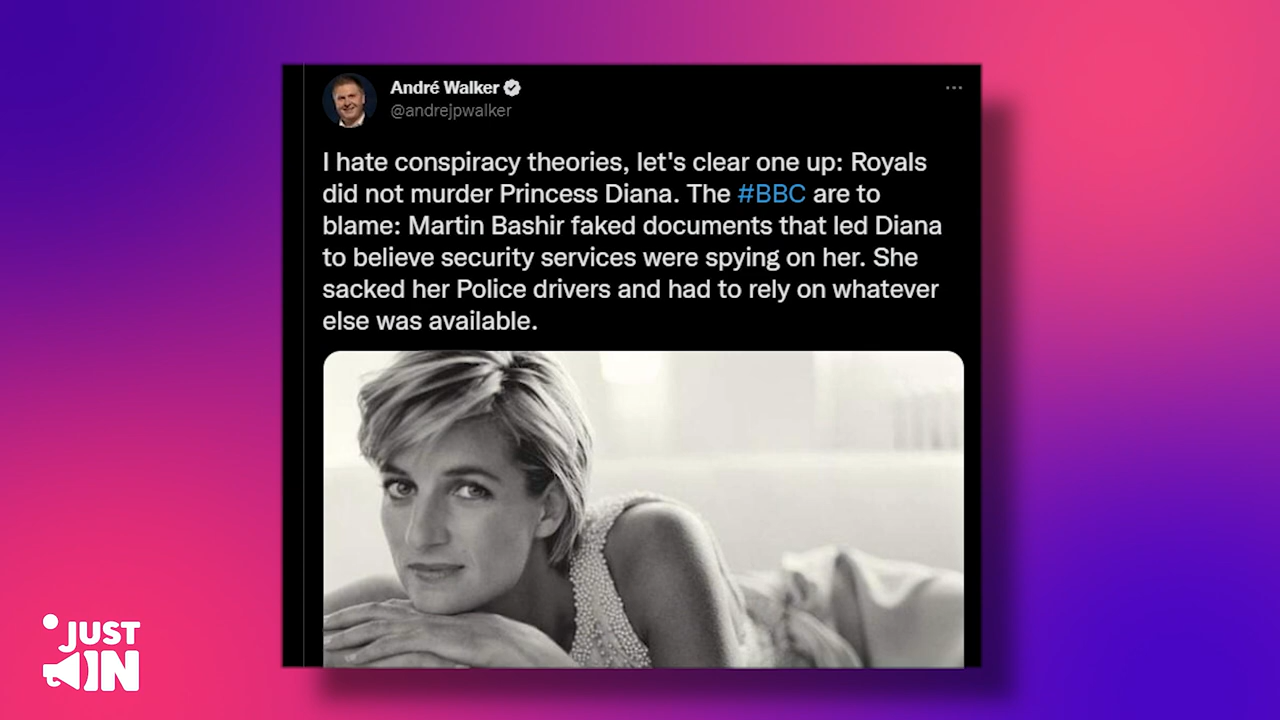 André Walker
@andrejpwalker
I hate conspiracy theories, let's clear one up: Royals
did not murder Princess Diana. The #BBC are to
blame: Martin Bashir faked documents that led Diana
to believe security services were spying on her. She
sacked her Police drivers and had to rely on whatever
else was available.
JUST
IN